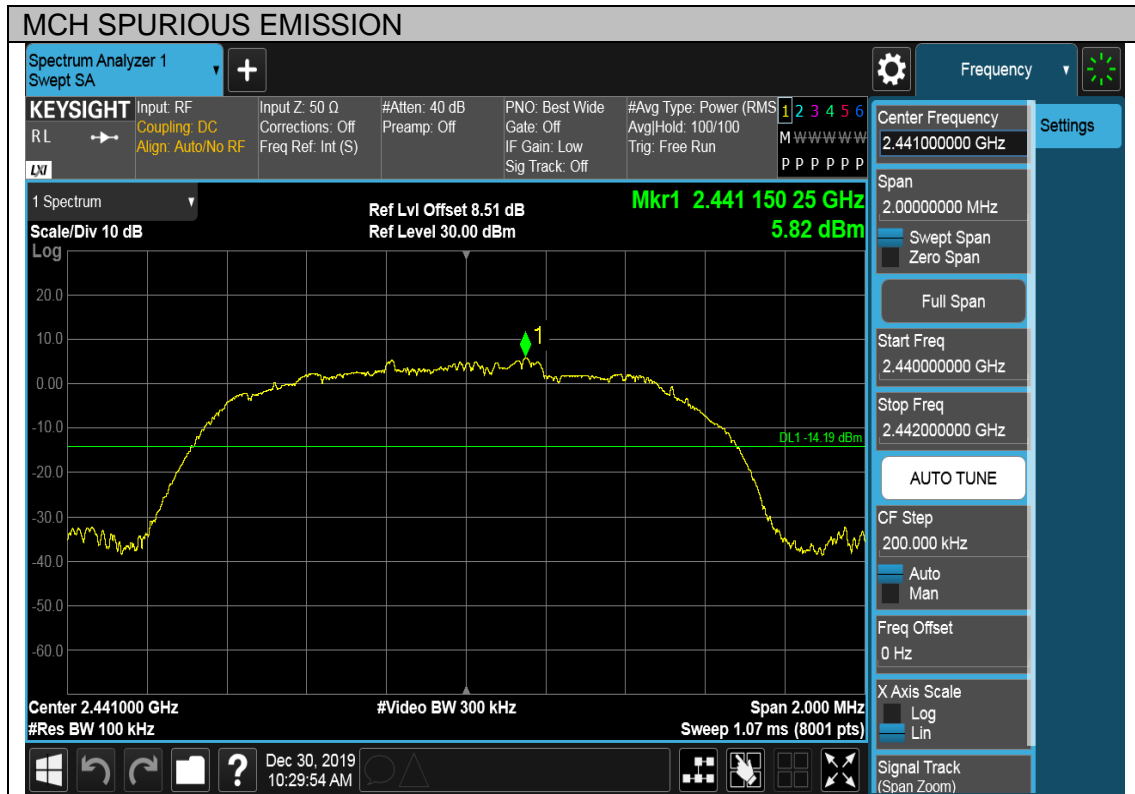 MCH SPURIOUS EMISSION
Spectrum Analyzer 1
Swept SA
Frequency
KEYSIGHT
RL
LXI
Input: RF
Coupling: DC
Align: Auto/No RF
Input Z: 50 Ω
Corrections: Off
Freq Ref: Int (S)
#Atten: 40 dB
Preamp: Off
PNO: Best Wide
Gate: Off
IF Gain: Low
Sig Track: Off
#Avg Type: Power (RMS
Avg|Hold: 100/100
Trig: Free Run
1 2 3 4 5 6
M W W W W W
P P P P P P
Center Frequency
2.441000000 GHz
Settings
Span
2.00000000 MHz
Swept Span
Zero Span
Full Span
Start Freq
2.440000000 GHz
Stop Freq
2.442000000 GHz
AUTO TUNE
CF Step
200.000 kHz
Auto
Man
Freq Offset
0 Hz
X Axis Scale
Log
Lin
Signal Track
(Span Zoom)
1 Spectrum
Scale/Div 10 dB
Log
Ref Lvl Offset 8.51 dB
Ref Level 30.00 dBm
Mkr1 2.441 150 25 GHz
5.82 dBm
20.0
10.0
1
0.00
-10.0
DL1 -14.19 dBm
-20.0
-30.0
-40.0
-50.0
-60.0
Center 2.441000 GHz
#Video BW 300 kHz
Span 2.000 MHz
#Res BW 100 kHz
Sweep 1.07 ms (8001 pts)
?
Dec 30, 2019
10:29:54 AM